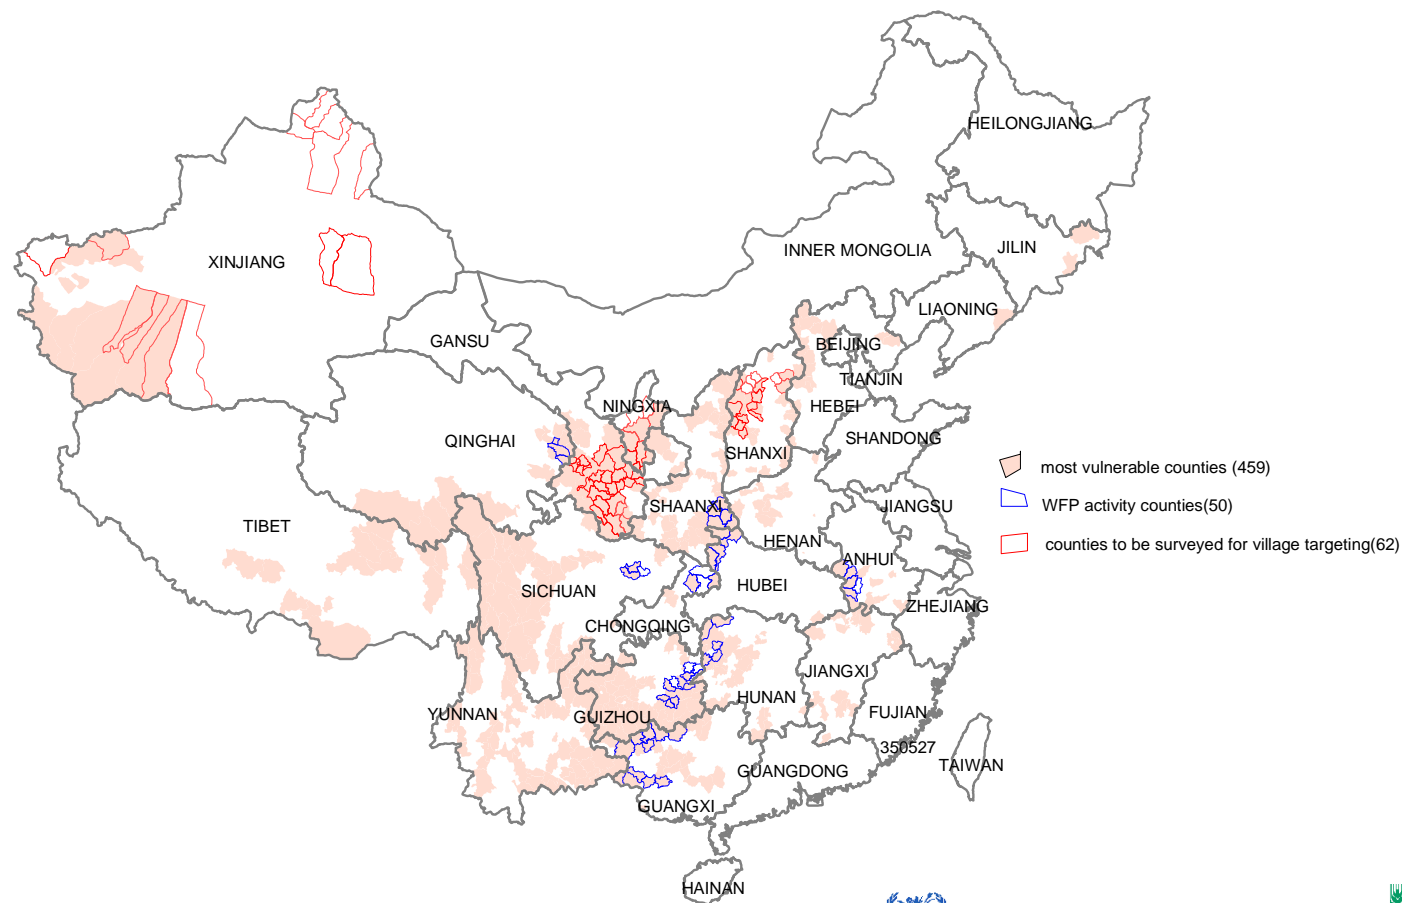 HEILONGJIANG
INNER MONGOLIA
JILIN
XINJIANG
LIAONING
GANSU
BEIJING
TIANJIN
NINGXIA
HEBEI
QINGHAI
SHANDONG
SHANXI
most vulnerable counties (459)
SHAANXI
JIANGSU
WFP activity counties(50)
TIBET
HENAN
counties to be surveyed for village targeting(62)
ANHUI
SICHUAN
HUBEI
ZHEJIANG
CHONGQING
JIANGXI
HUNAN
YUNNAN
GUIZHOU
FUJIAN
350527
TAIWAN
GUANGDONG
GUANGXI
HAINAN